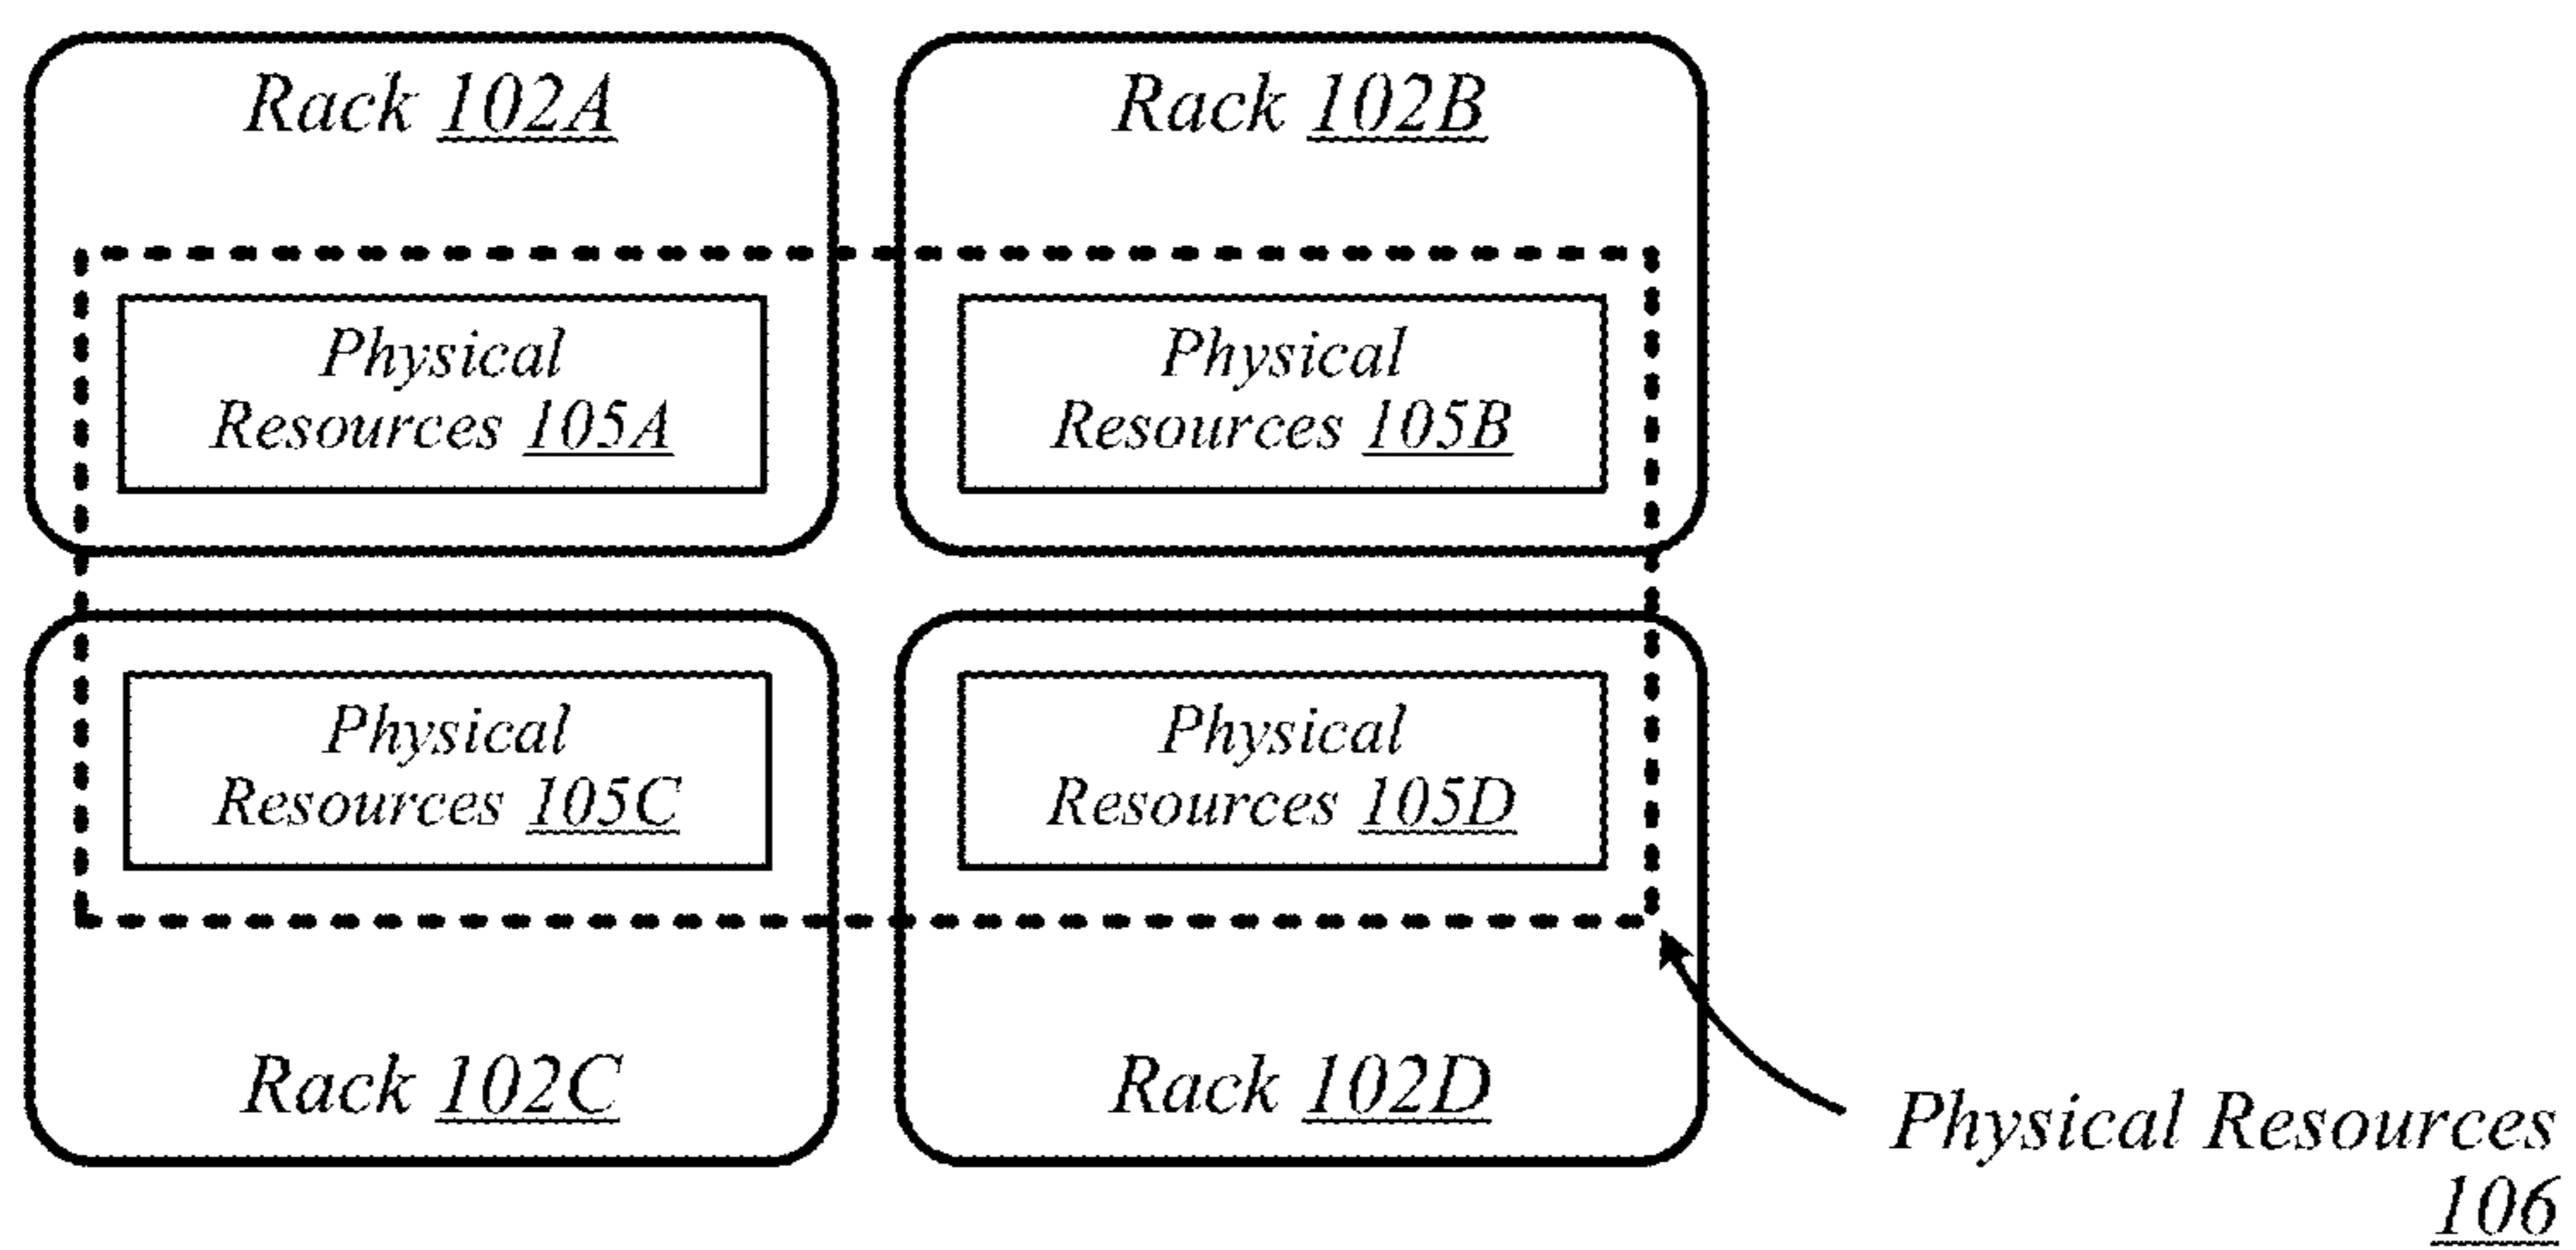 Rack 102A
Rack 102B
Physical
Resources 105A
Physical
Resources 105B
Physical
Resources 105C
Physical
Resources 105D
Rack 102C
Rack 102D
Physical Resources
106